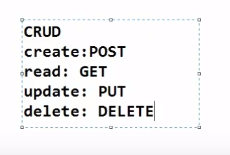 CRUD
create:POST
read: GET
update: PUT
delete: DELETE